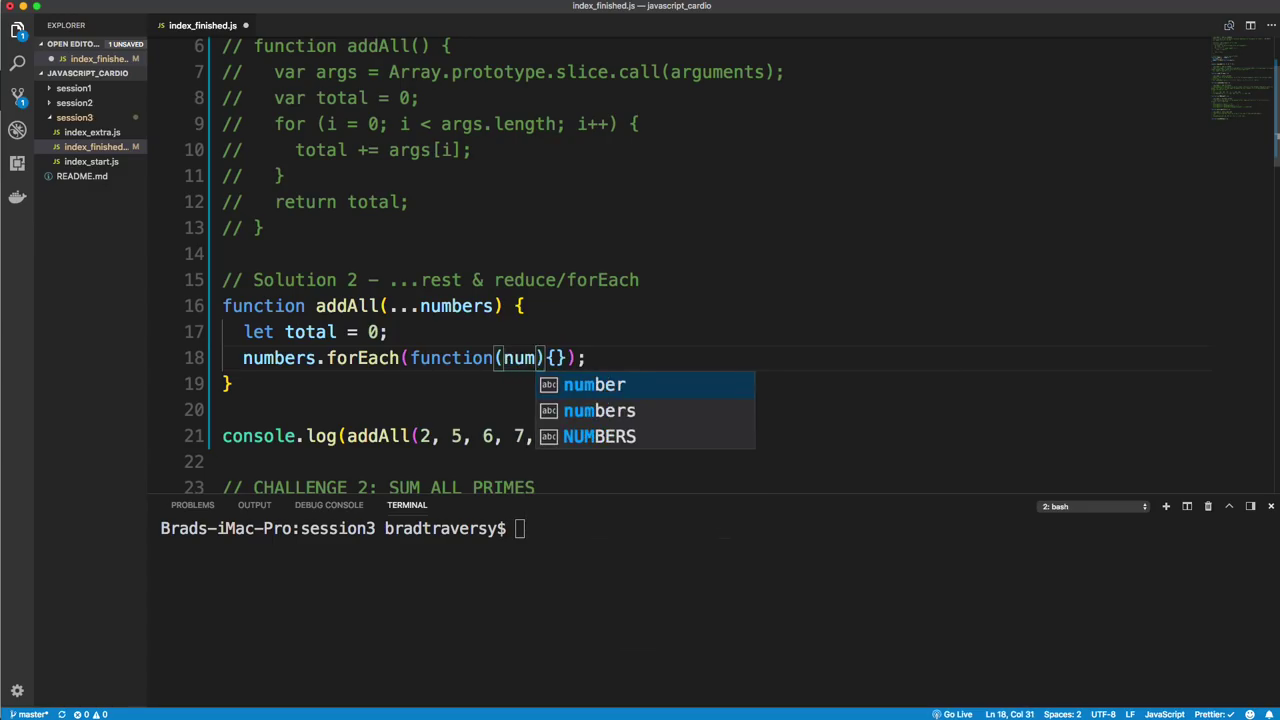 index_finished.js — javascript_cardio
EXPLORER
index_finished.js
OPEN EDITO... 1 UNSAVED
index_finishe... M
JAVASCRIPT_CARDIO
session1
session2
session3
index_extra.js
index_finished... M
index_start.js
README.md
1
1
6 // function addAll() {
7 //   var args = Array.prototype.slice.call(arguments);
8 //   var total = 0;
9 //   for (i = 0; i < args.length; i++) {
10 //     total += args[i];
11 //   }
12 //   return total;
13 // }
14
15 // Solution 2 - ...rest & reduce/forEach
16 function addAll(...numbers) {
17   let total = 0;
18   numbers.forEach(function(num){});
19 }
20
21 console.log(addAll(2, 5, 6, 7,
22
23 // CHALLENGE 2: SUM ALL PRIMES
abc number
abc numbers
abc NUMBERS
PROBLEMS OUTPUT DEBUG CONSOLE TERMINAL 2: bash
Brads-iMac-Pro:session3 bradtraversy$
master* 0 0 Go Live Ln 18, Col 31 Spaces: 2 UTF-8 LF JavaScript Prettier: ✓